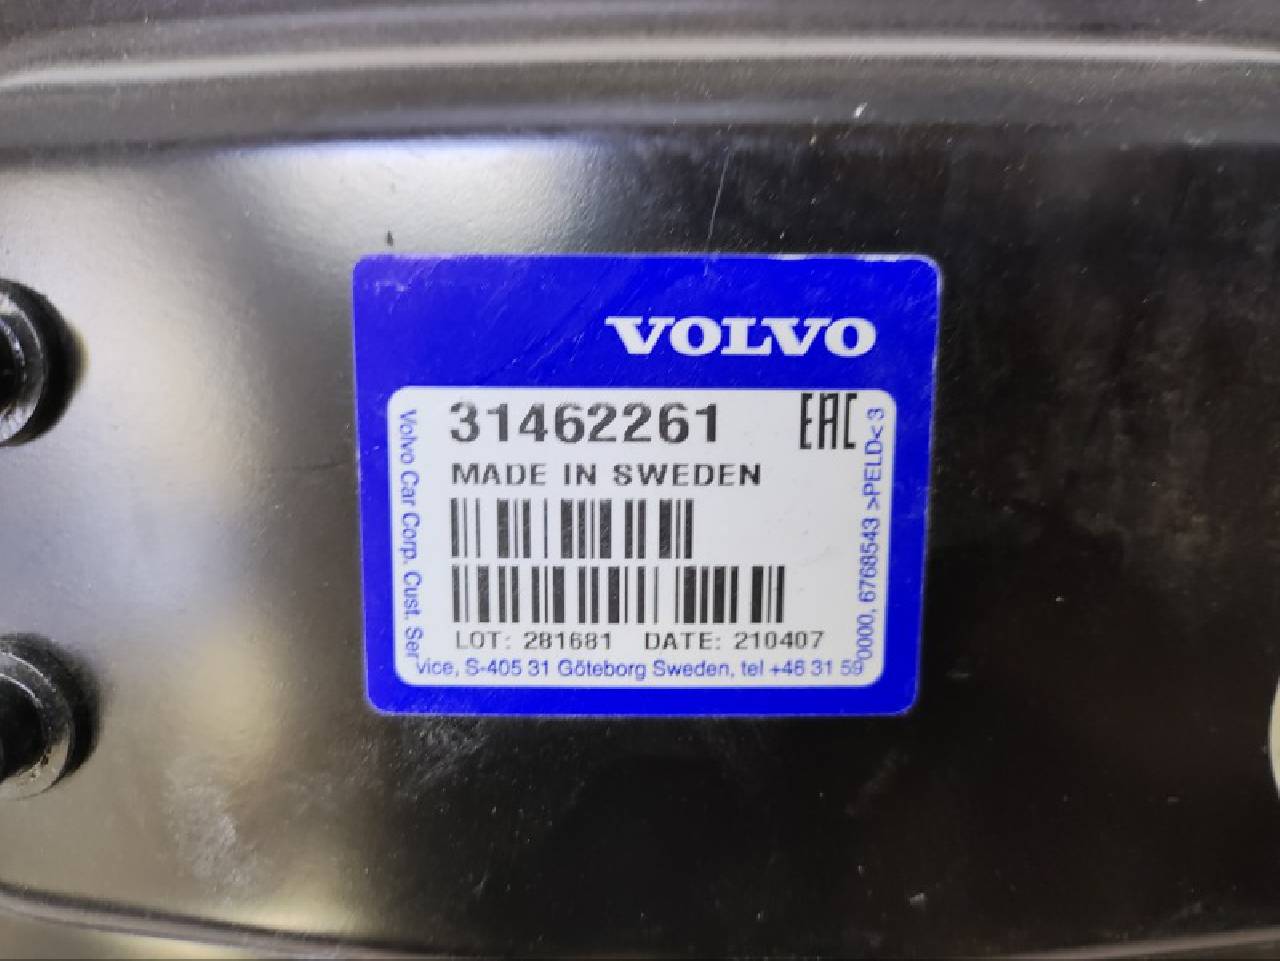 VOLVO
31462261
EAC
MADE IN SWEDEN
LOT: 281681 DATE: 210407
Volvo Car Corp. Cust. Ser
vice, S-405 31 Göteborg Sweden, tel +46 31 59
0000, 6768543 >PELD< 3